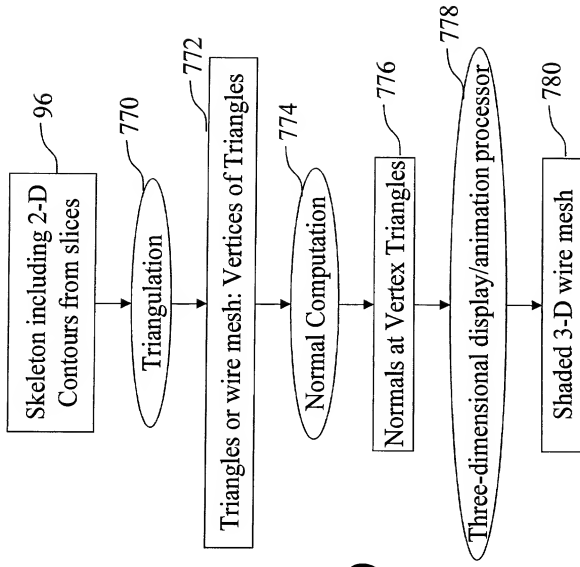 Skeleton including 2-D
Contours from slices
96
Triangulation
770
Triangles or wire mesh: Vertices of Triangles
772
Normal Computation
774
Normals at Vertex Triangles
776
Three-dimensional display/animation processor
778
Shaded 3-D wire mesh
780